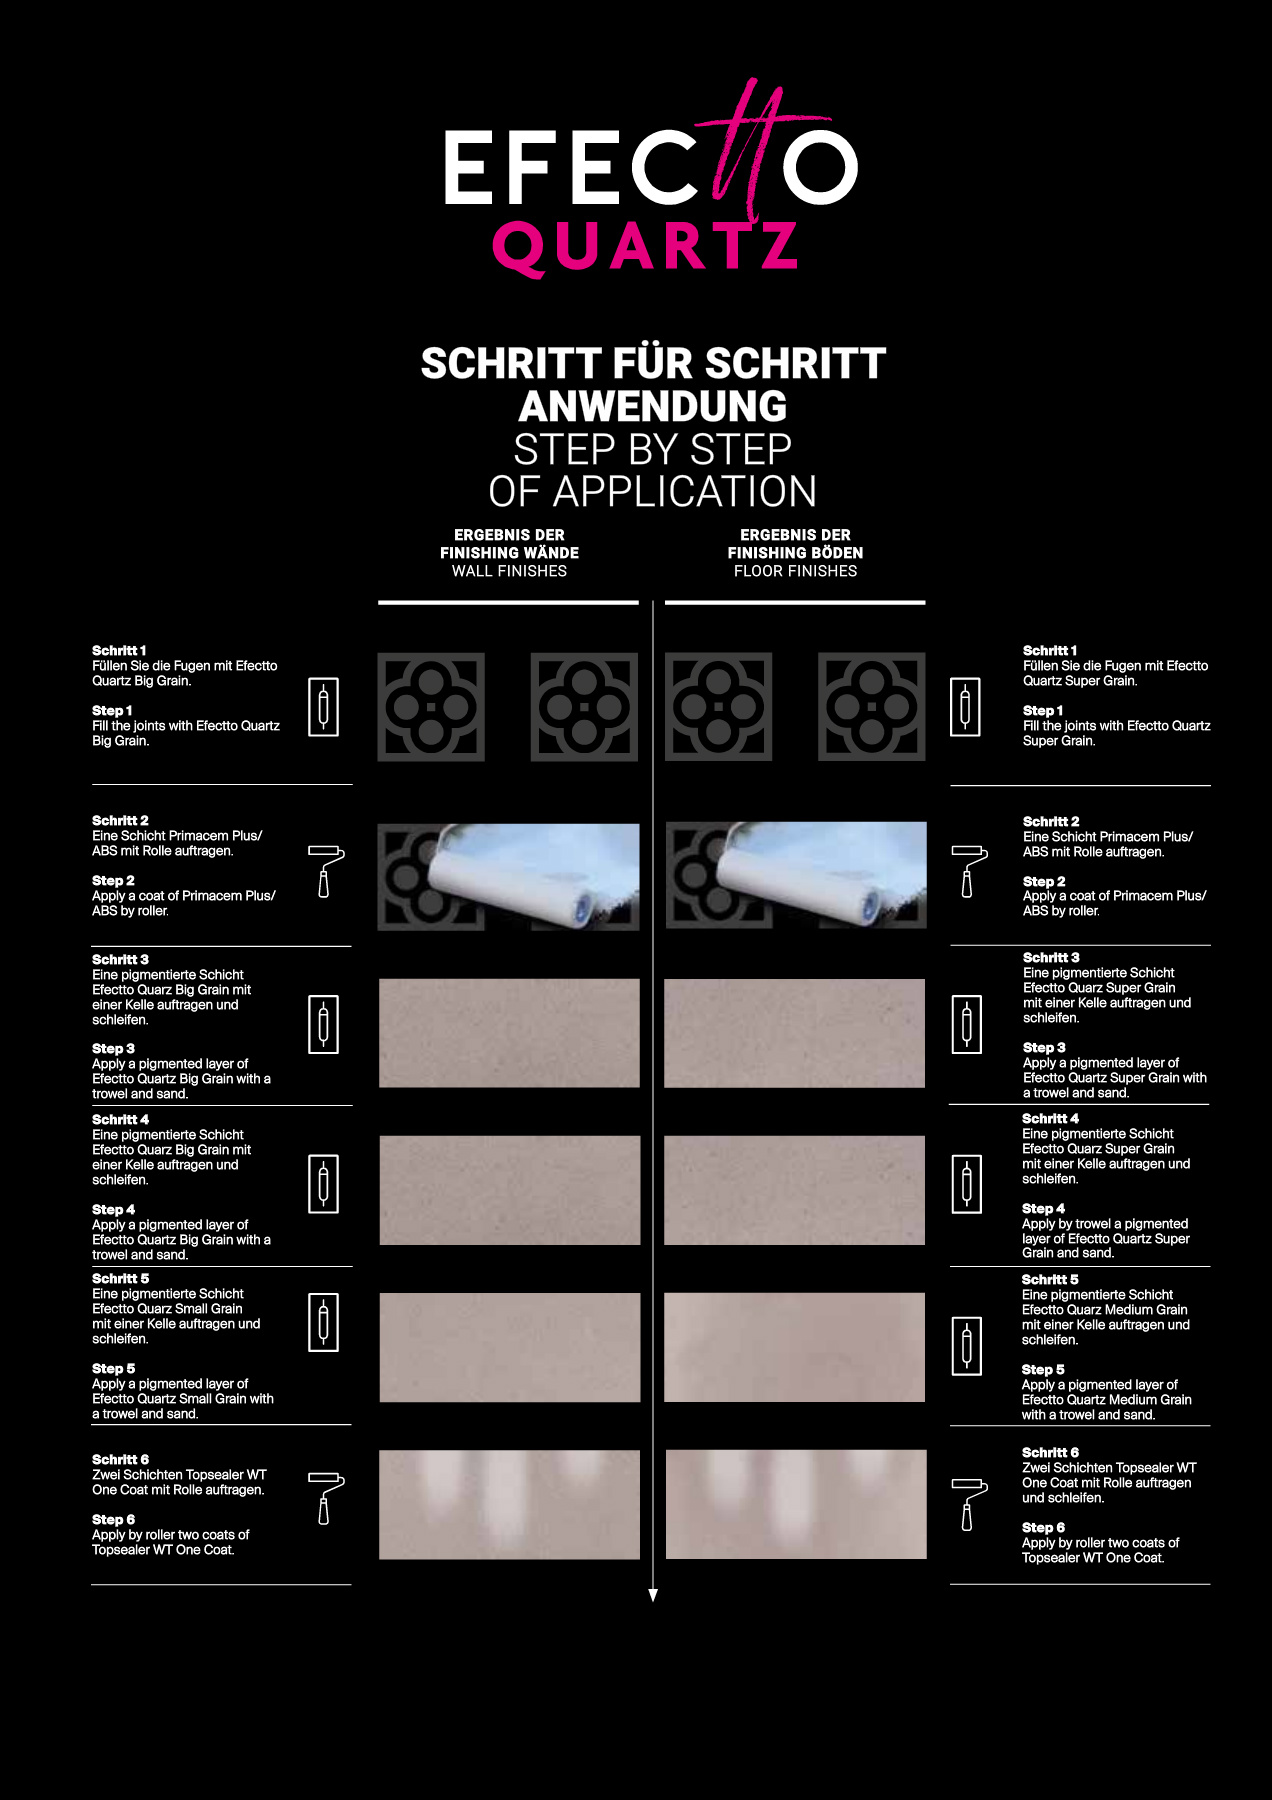 EFECTTO
QUARTZ
SCHRITT FÜR SCHRITT
ANWENDUNG
STEP BY STEP
OF APPLICATION
ERGEBNIS DER
FINISHING WÄNDE
WALL FINISHES
ERGEBNIS DER
FINISHING BÖDEN
FLOOR FINISHES
Schritt 1
Füllen Sie die Fugen mit Efectto
Quartz Big Grain.
Step 1
Fill the joints with Efectto Quartz
Big Grain.
Schritt 2
Eine Schicht Primacem Plus/
ABS mit Rolle auftragen.
Step 2
Apply a coat of Primacem Plus/
ABS by roller.
Schritt 3
Eine pigmentierte Schicht
Efectto Quarz Big Grain mit
einer Kelle auftragen und
schleifen.
Step 3
Apply a pigmented layer of
Efectto Quartz Big Grain with a
trowel and sand.
Schritt 4
Eine pigmentierte Schicht
Efectto Quarz Big Grain mit
einer Kelle auftragen und
schleifen.
Step 4
Apply a pigmented layer of
Efectto Quartz Big Grain with a
trowel and sand.
Schritt 5
Eine pigmentierte Schicht
Efectto Quarz Small Grain
mit einer Kelle auftragen und
schleifen.
Step 5
Apply a pigmented layer of
Efectto Quartz Small Grain with
a trowel and sand.
Schritt 6
Zwei Schichten Topsealer WT
One Coat mit Rolle auftragen.
Step 6
Apply by roller two coats of
Topsealer WT One Coat.
Schritt 1
Füllen Sie die Fugen mit Efectto
Quartz Super Grain.
Step 1
Fill the joints with Efectto Quartz
Super Grain.
Schritt 2
Eine Schicht Primacem Plus/
ABS mit Rolle auftragen.
Step 2
Apply a coat of Primacem Plus/
ABS by roller.
Schritt 3
Eine pigmentierte Schicht
Efectto Quarz Super Grain
mit einer Kelle auftragen und
schleifen.
Step 3
Apply a pigmented layer of
Efectto Quartz Super Grain with
a trowel and sand.
Schritt 4
Eine pigmentierte Schicht
Efectto Quarz Super Grain
mit einer Kelle auftragen und
schleifen.
Step 4
Apply by trowel a pigmented
layer of Efectto Quartz Super
Grain and sand.
Schritt 5
Eine pigmentierte Schicht
Efectto Quarz Medium Grain
mit einer Kelle auftragen und
schleifen.
Step 5
Apply a pigmented layer of
Efectto Quartz Medium Grain
with a trowel and sand.
Schritt 6
Zwei Schichten Topsealer WT
One Coat mit Rolle auftragen
und schleifen.
Step 6
Apply by roller two coats of
Topsealer WT One Coat.